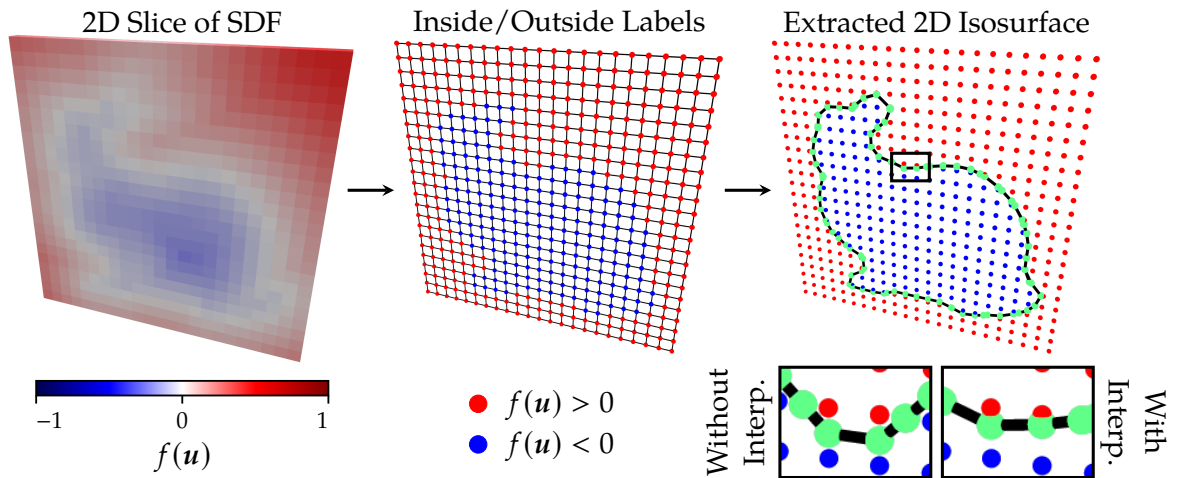 2D Slice of SDF
Inside/Outside Labels
Extracted 2D Isosurface
−1
0
1
f(u)
f(u) > 0
f(u) < 0
Without
Interp.
With
Interp.